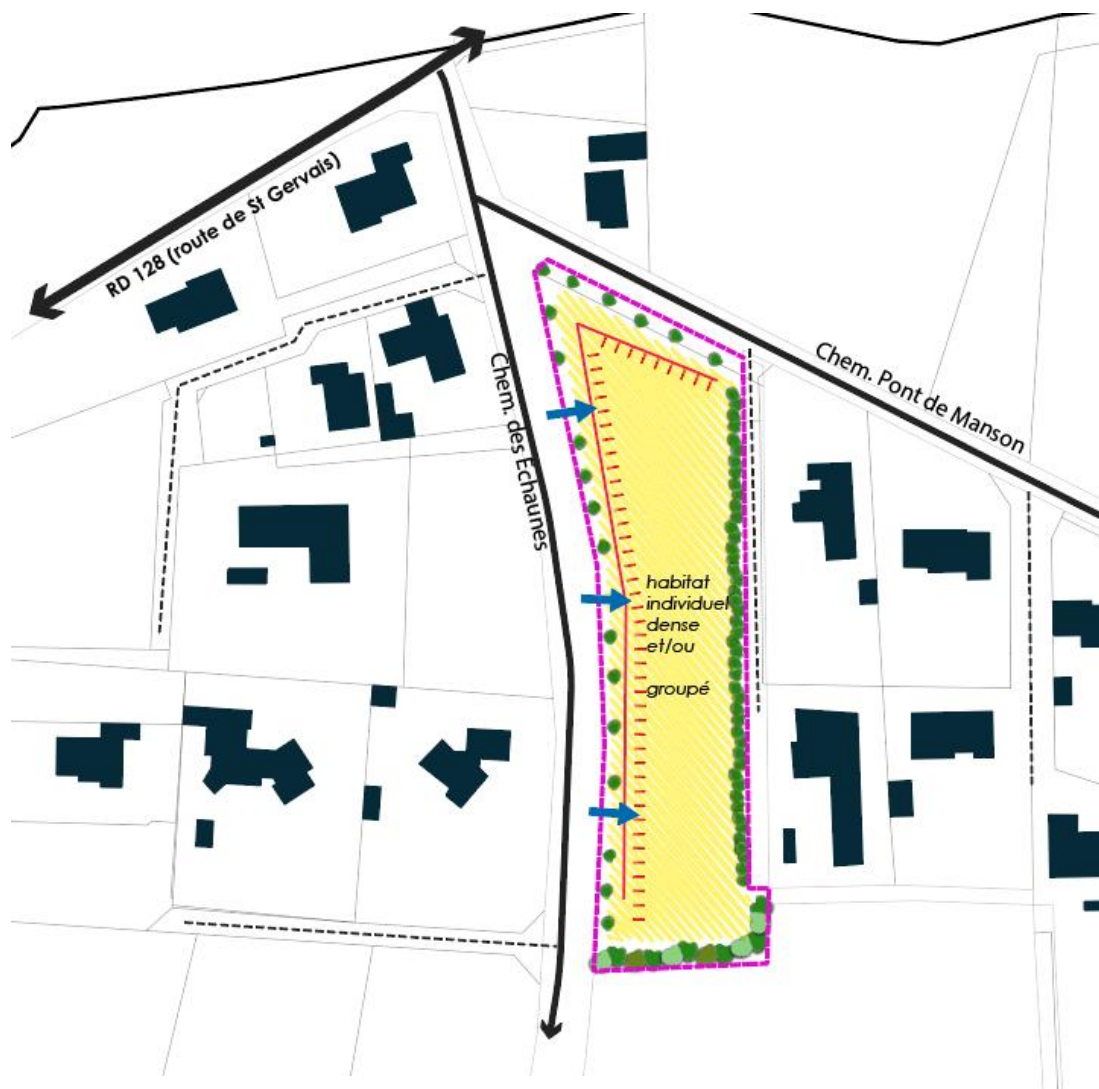 RD 128 (route de St Gervais)
Chem. des Echaunes
Chem. Pont de Manson
habitat
individuel
dense
et/ou
groupé